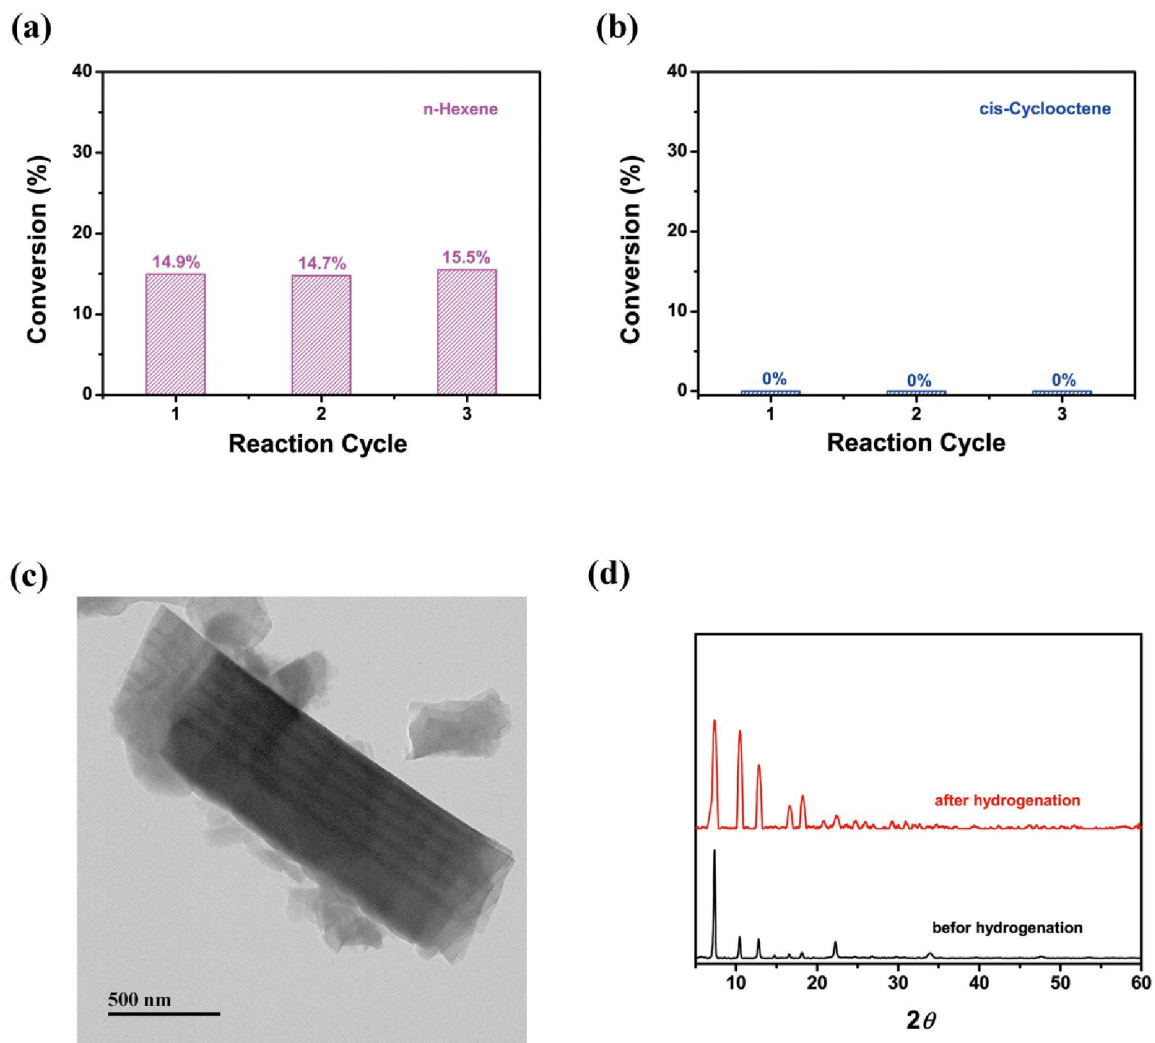 (a)
40
30
20
10
0
Conversion (%)
n-Hexene
14.9%
14.7%
15.5%
1
2
3
Reaction Cycle
(b)
40
30
20
10
0
Conversion (%)
cis-Cyclooctene
0%
0%
0%
1
2
3
Reaction Cycle
(c)
500 nm
(d)
after hydrogenation
befor hydrogenation
10
20
30
40
50
60
2θ